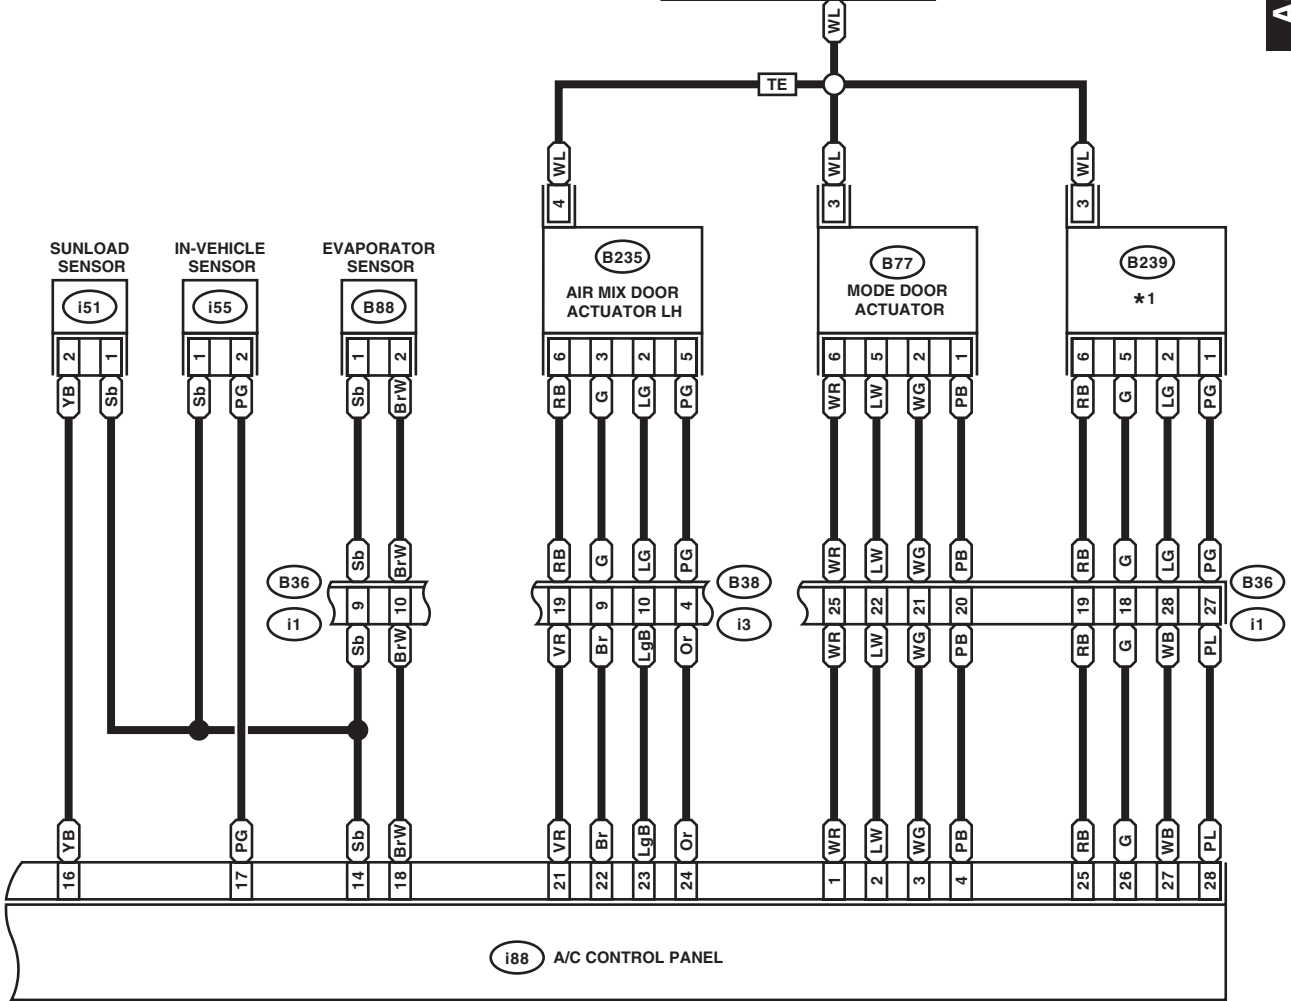 WL
A
TE
WL WL WL
4 3 3
SUNLOAD
SENSOR
IN-VEHICLE
SENSOR
EVAPORATOR
SENSOR
i51
i55
B88
B235
AIR MIX DOOR
ACTUATOR LH
B77
MODE DOOR
ACTUATOR
B239
*1
2 1 1 2 1 2 6 3 2 5 6 5 2 1 6 5 2 1
YB Sb Sb PG Sb BrW RB G LG PG WR LW WG PB RB G LG PG
Sb BrW RB G LG PG WR LW WG PB RB G LG PG
B36 B38 B36
9 10 19 9 10 4 25 22 21 20 19 18 28 27
i1 i3 i1
Sb BrW VR Br LgB Or WR LW WG PB RB G WB PL
YB PG Sb BrW VR Br LgB Or WR LW WG PB RB G WB PL
16 17 14 18 21 22 23 24 1 2 3 4 25 26 27 28
i88 A/C CONTROL PANEL